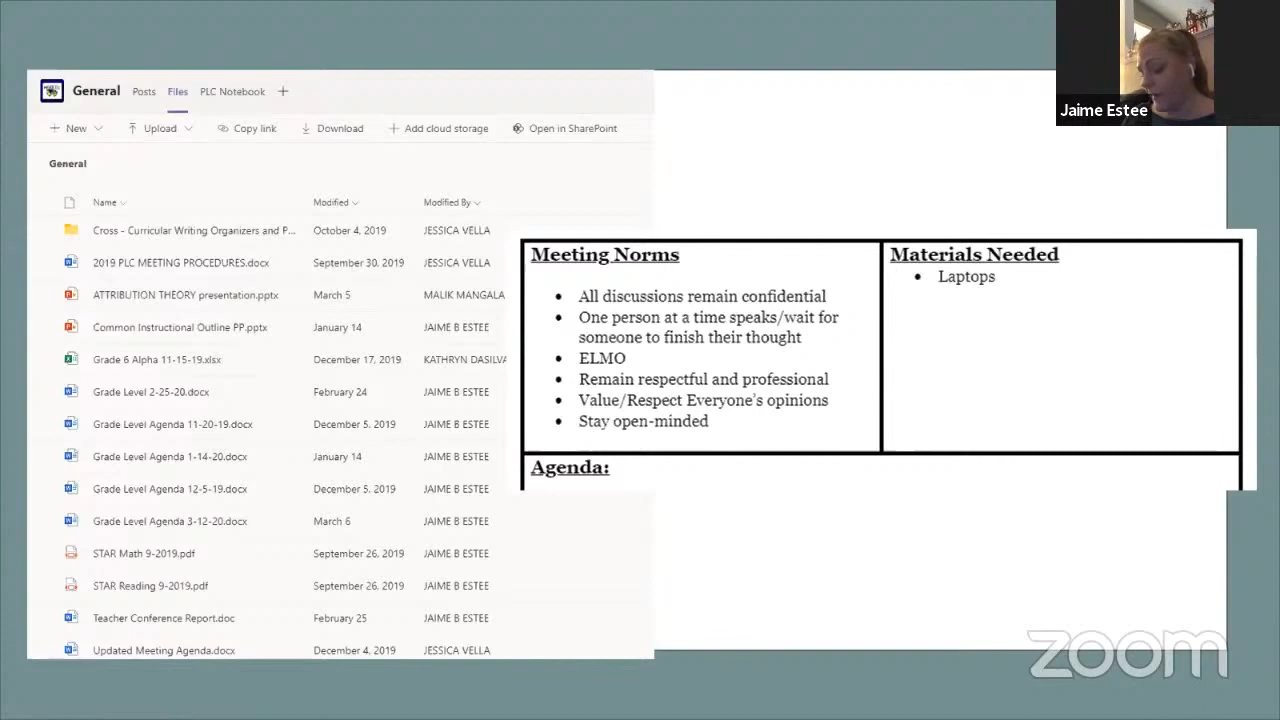 General Posts Files PLC Notebook
New Upload Copy link Download Add cloud storage Open in SharePoint
General
Name Modified Modified By
Cross - Curricular Writing Organizers and P... October 4, 2019 JESSICA VELLA
2019 PLC MEETING PROCEDURES.docx September 30, 2019 JESSICA VELLA
ATTRIBUTION THEORY presentation.pptx March 5 MALIK MANGALA
Common Instructional Outline PP.pptx January 14 JAIME B ESTEE
Grade 6 Alpha 11-15-19.xlsx December 17, 2019 KATHRYN DASILVA
Grade Level 2-25-20.docx February 24 JAIME B ESTEE
Grade Level Agenda 11-20-19.docx December 5, 2019 JAIME B ESTEE
Grade Level Agenda 1-14-20.docx January 14 JAIME B ESTEE
Grade Level Agenda 12-5-19.docx December 5, 2019 JAIME B ESTEE
Grade Level Agenda 3-12-20.docx March 6 JAIME B ESTEE
STAR Math 9-2019.pdf September 26, 2019 JAIME B ESTEE
STAR Reading 9-2019.pdf September 26, 2019 JAIME B ESTEE
Teacher Conference Report.doc February 25 JAIME B ESTEE
Updated Meeting Agenda.docx December 4, 2019 JESSICA VELLA
Meeting Norms
• All discussions remain confidential
• One person at a time speaks/wait for
someone to finish their thought
• ELMO
• Remain respectful and professional
• Value/Respect Everyone's opinions
• Stay open-minded
Materials Needed
• Laptops
Agenda:
Jaime Estee
zoom